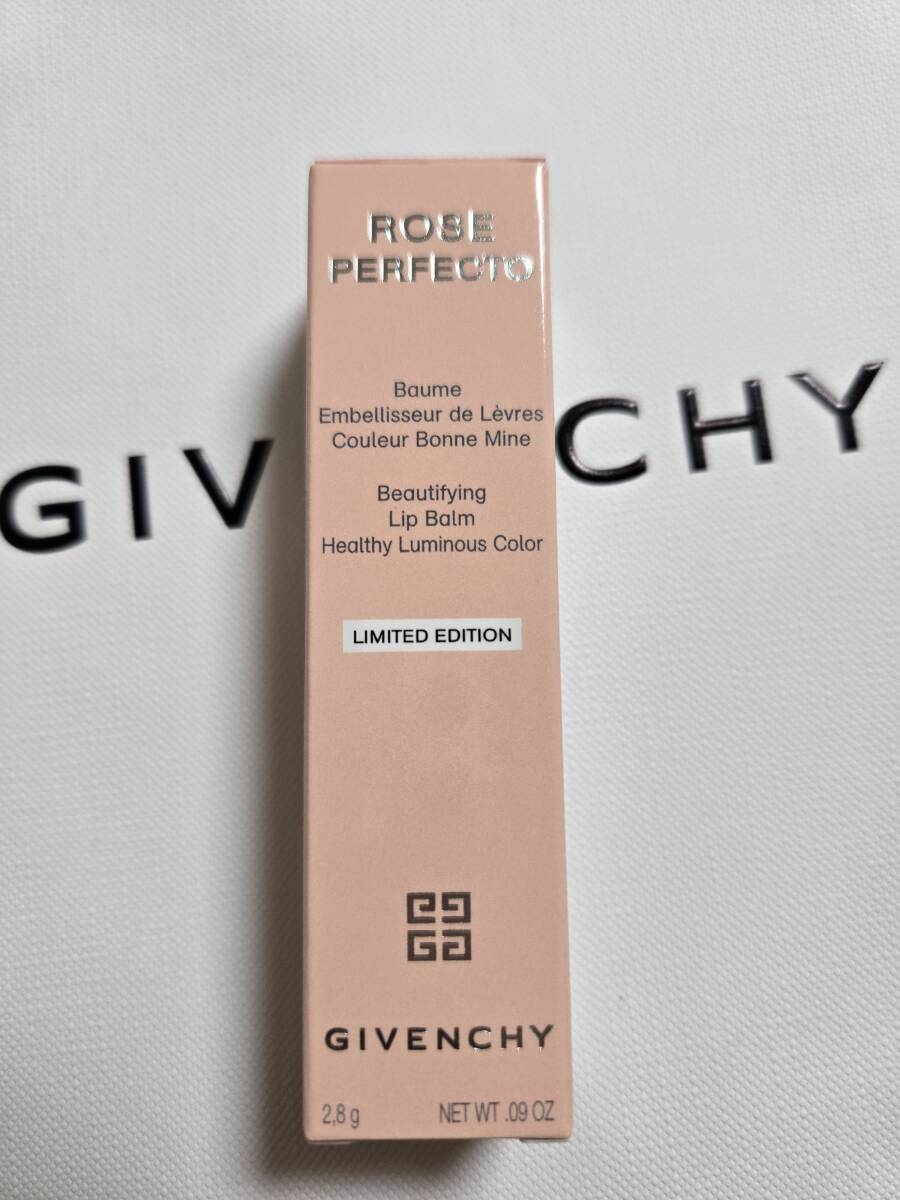 ROSE
PERFECTO
Baume
Embellisseur de Lèvres
Couleur Bonne Mine
Beautifying
Lip Balm
Healthy Luminous Color
LIMITED EDITION
GIVENCHY
2,8 g NET WT .09 OZ
GIV CHY